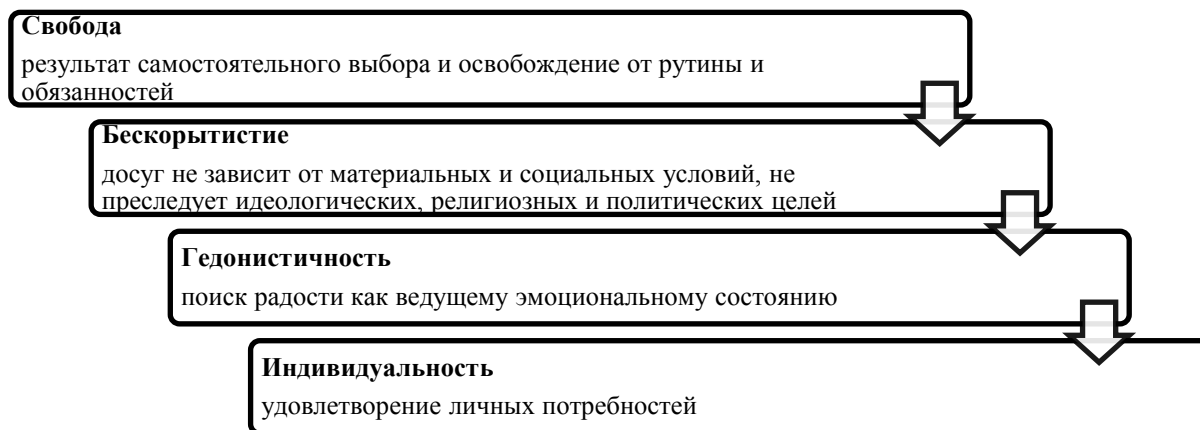 Свобода
результат самостоятельного выбора и освобождение от рутины и
обязанностей
Бескорытистие
досуг не зависит от материальных и социальных условий, не
преследует идеологических, религиозных и политических целей
Гедонистичность
поиск радости как ведущему эмоциональному состоянию
Индивидуальность
удовлетворение личных потребностей